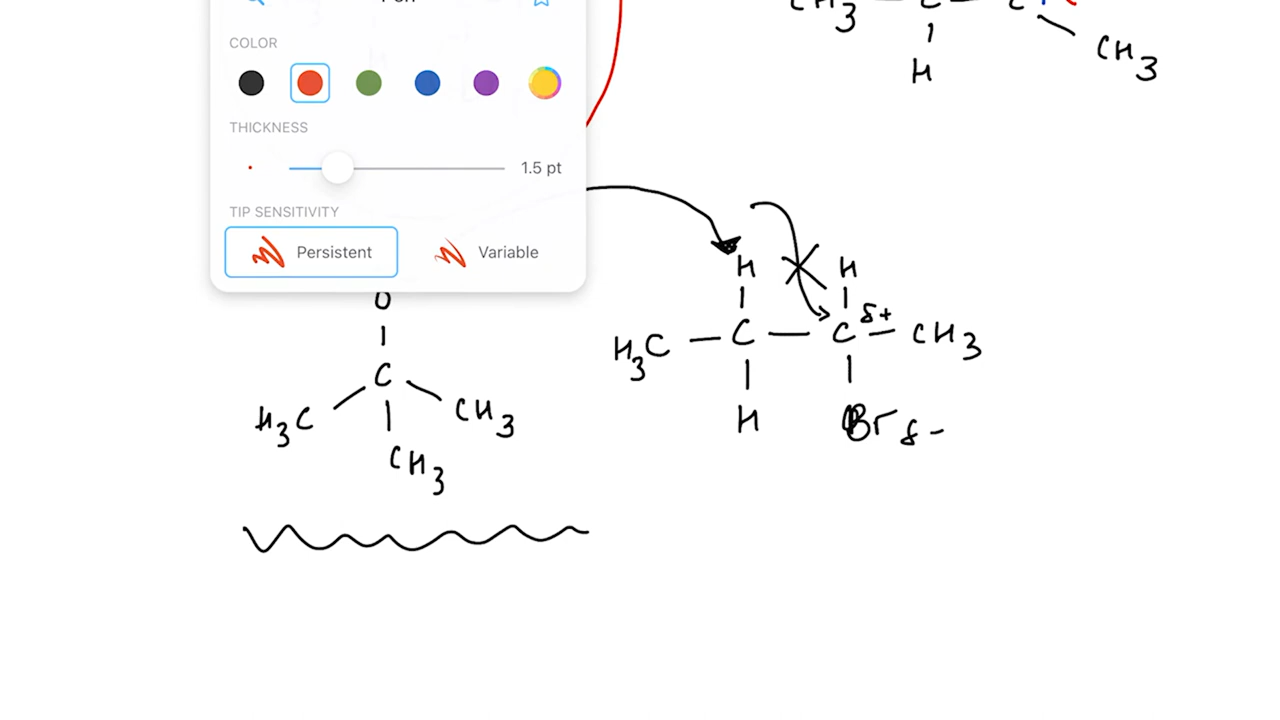 COLOR
THICKNESS
1.5 pt
TIP SENSITIVITY
Persistent Variable
CH3 C C
CH3
H
H H
H3C C C δ+ CH3
H Br δ-
O
C
H3C CH3
CH3